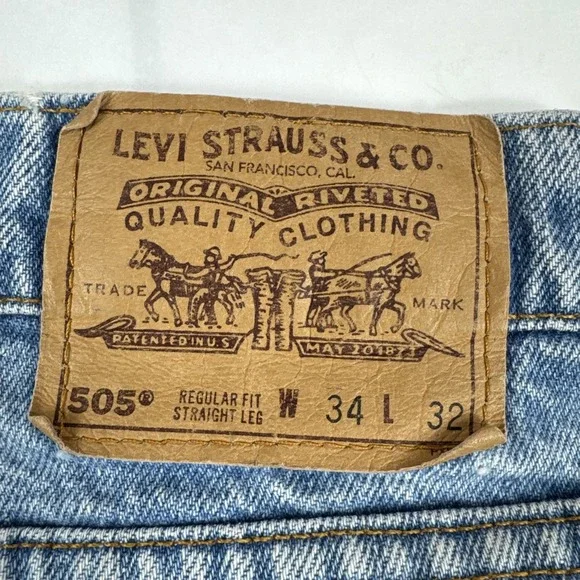 LEVI STRAUSS & CO.
SAN FRANCISCO, CAL.
ORIGINAL RIVETED
QUALITY CLOTHING
TRADE MARK
PATENTED IN U.S. MAY 20 1873
505® REGULAR FIT STRAIGHT LEG W 34 L 32